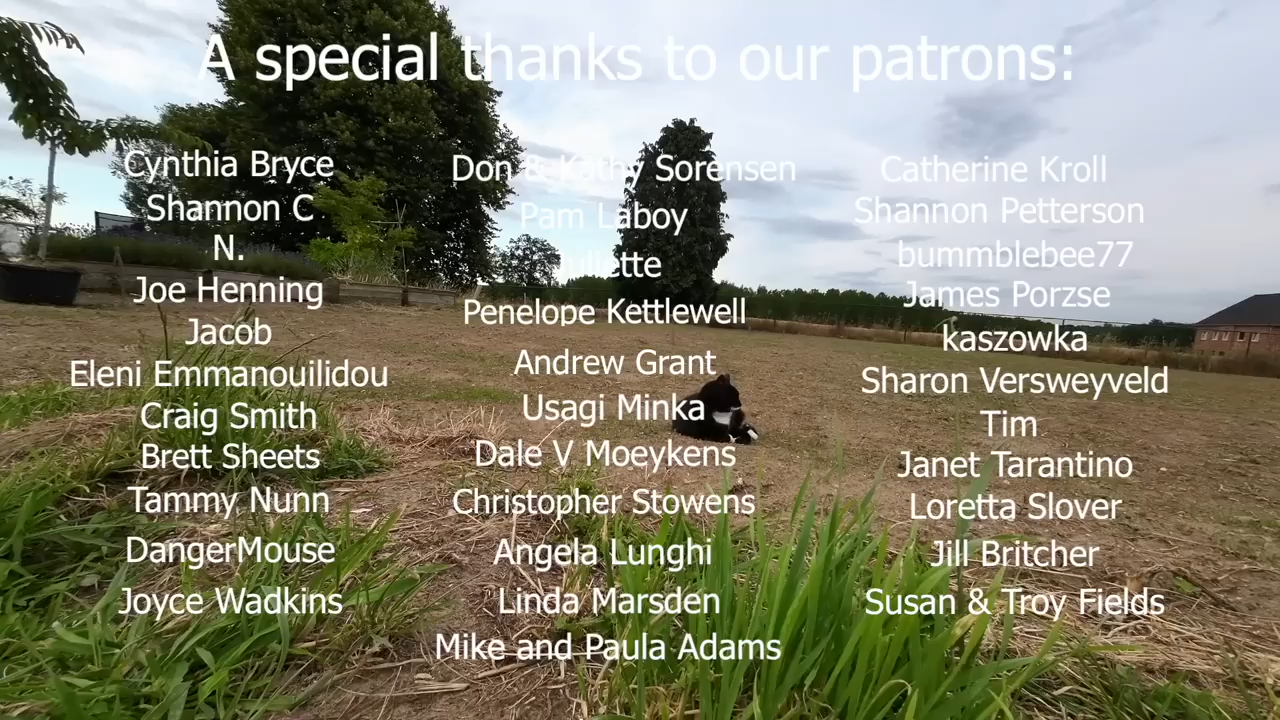 A special thanks to our patrons:
Cynthia Bryce
Shannon C
N.
Joe Henning
Jacob
Eleni Emmanouilidou
Craig Smith
Brett Sheets
Tammy Nunn
DangerMouse
Joyce Wadkins
Don & Kathy Sorensen
Pam Laboy
Juliette
Penelope Kettlewell
Andrew Grant
Usagi Minka
Dale V Moeykens
Christopher Stowens
Angela Lunghi
Linda Marsden
Mike and Paula Adams
Catherine Kroll
Shannon Petterson
bummblebee77
James Porzse
kaszowka
Sharon Versweyveld
Tim
Janet Tarantino
Loretta Slover
Jill Britcher
Susan & Troy Fields